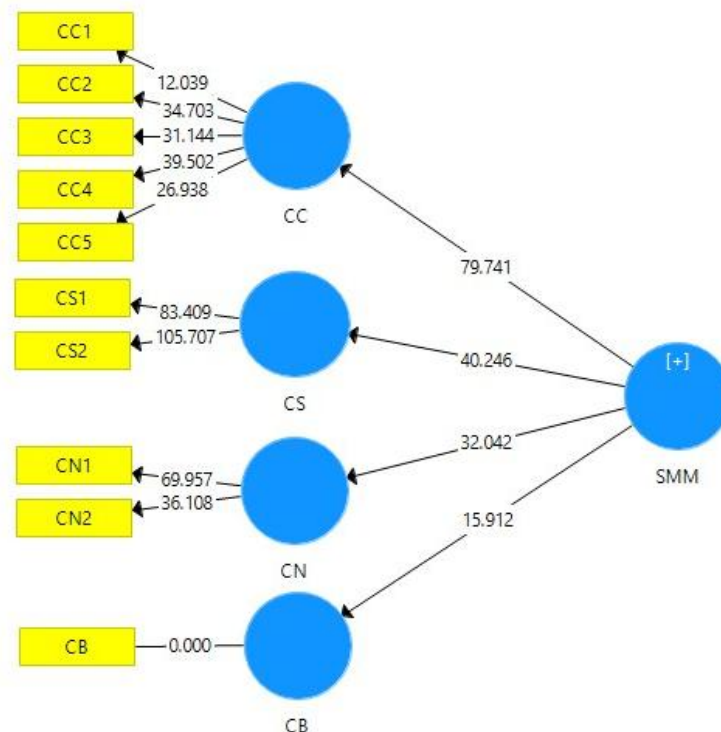 CC1
12.039
CC2
34.703
CC3
31.144
39.502
CC4
26.938
CC
CC5
79.741
CS1
83.409
105.707
CS2
40.246
[+]
CS
CN1
69.957
32.042
SMM
36.108
CN2
15.912
CN
CB
0.000
CB